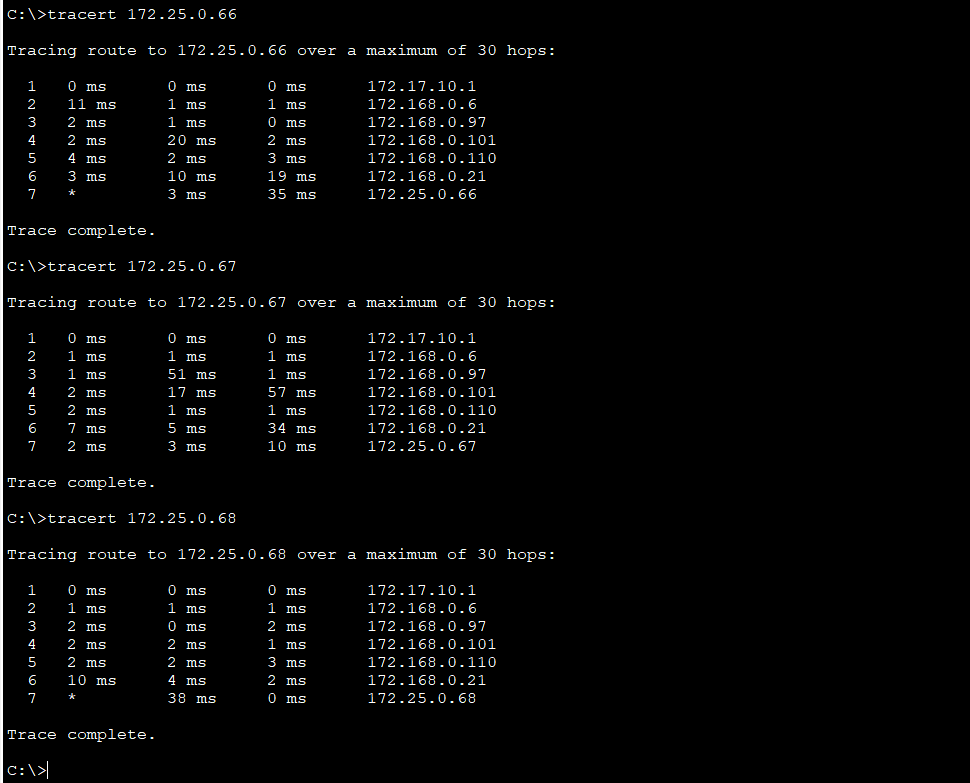 C:\>tracert 172.25.0.66
Tracing route to 172.25.0.66 over a maximum of 30 hops:
1 0 ms 0 ms 0 ms 172.17.10.1
2 11 ms 1 ms 1 ms 172.168.0.6
3 2 ms 1 ms 0 ms 172.168.0.97
4 2 ms 20 ms 2 ms 172.168.0.101
5 4 ms 2 ms 3 ms 172.168.0.110
6 3 ms 10 ms 19 ms 172.168.0.21
7 * 3 ms 35 ms 172.25.0.66
Trace complete.
C:\>tracert 172.25.0.67
Tracing route to 172.25.0.67 over a maximum of 30 hops:
1 0 ms 0 ms 0 ms 172.17.10.1
2 1 ms 1 ms 1 ms 172.168.0.6
3 1 ms 51 ms 1 ms 172.168.0.97
4 2 ms 17 ms 57 ms 172.168.0.101
5 2 ms 1 ms 1 ms 172.168.0.110
6 7 ms 5 ms 34 ms 172.168.0.21
7 2 ms 3 ms 10 ms 172.25.0.67
Trace complete.
C:\>tracert 172.25.0.68
Tracing route to 172.25.0.68 over a maximum of 30 hops:
1 0 ms 0 ms 0 ms 172.17.10.1
2 1 ms 1 ms 1 ms 172.168.0.6
3 2 ms 0 ms 2 ms 172.168.0.97
4 2 ms 2 ms 1 ms 172.168.0.101
5 2 ms 2 ms 3 ms 172.168.0.110
6 10 ms 4 ms 2 ms 172.168.0.21
7 * 38 ms 0 ms 172.25.0.68
Trace complete.
C:\>